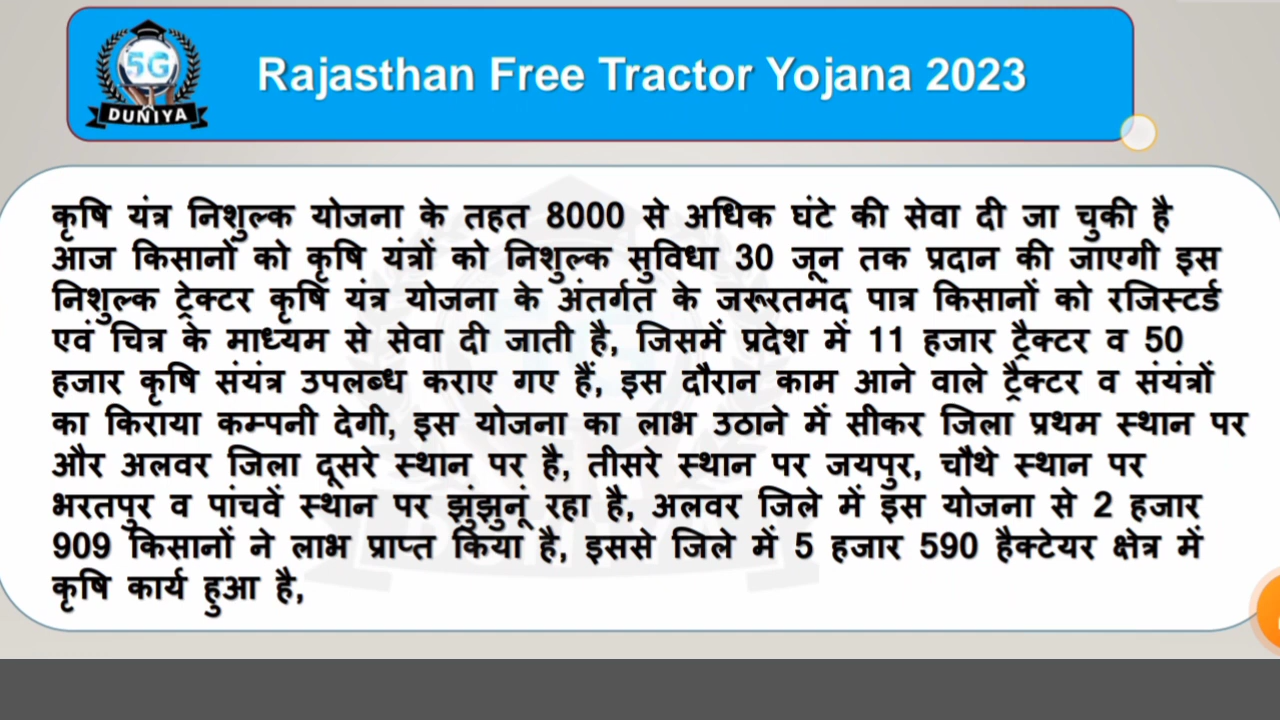 5G
DUNIYA
Rajasthan Free Tractor Yojana 2023
कृषि यंत्र निशुल्क योजना के तहत 8000 से अधिक घंटे की सेवा दी जा चुकी है
आज किसानों को कृषि यंत्रों को निशुल्क सुविधा 30 जून तक प्रदान की जाएगी इस
निशुल्क ट्रेक्टर कृषि यंत्र योजना के अंतर्गत के जरूरतमंद पात्र किसानों को रजिस्टर्ड
एवं चित्र के माध्यम से सेवा दी जाती है, जिसमें प्रदेश में 11 हजार ट्रैक्टर व 50
हजार कृषि संयंत्र उपलब्ध कराए गए हैं, इस दौरान काम आने वाले ट्रैक्टर व संयंत्रों
का किराया कम्पनी देगी, इस योजना का लाभ उठाने में सीकर जिला प्रथम स्थान पर
और अलवर जिला दूसरे स्थान पर है, तीसरे स्थान पर जयपुर, चौथे स्थान पर
भरतपुर व पांचवें स्थान पर झुंझुनूं रहा है, अलवर जिले में इस योजना से 2 हजार
909 किसानों ने लाभ प्राप्त किया है, इससे जिले में 5 हजार 590 हैक्टेयर क्षेत्र में
कृषि कार्य हुआ है,